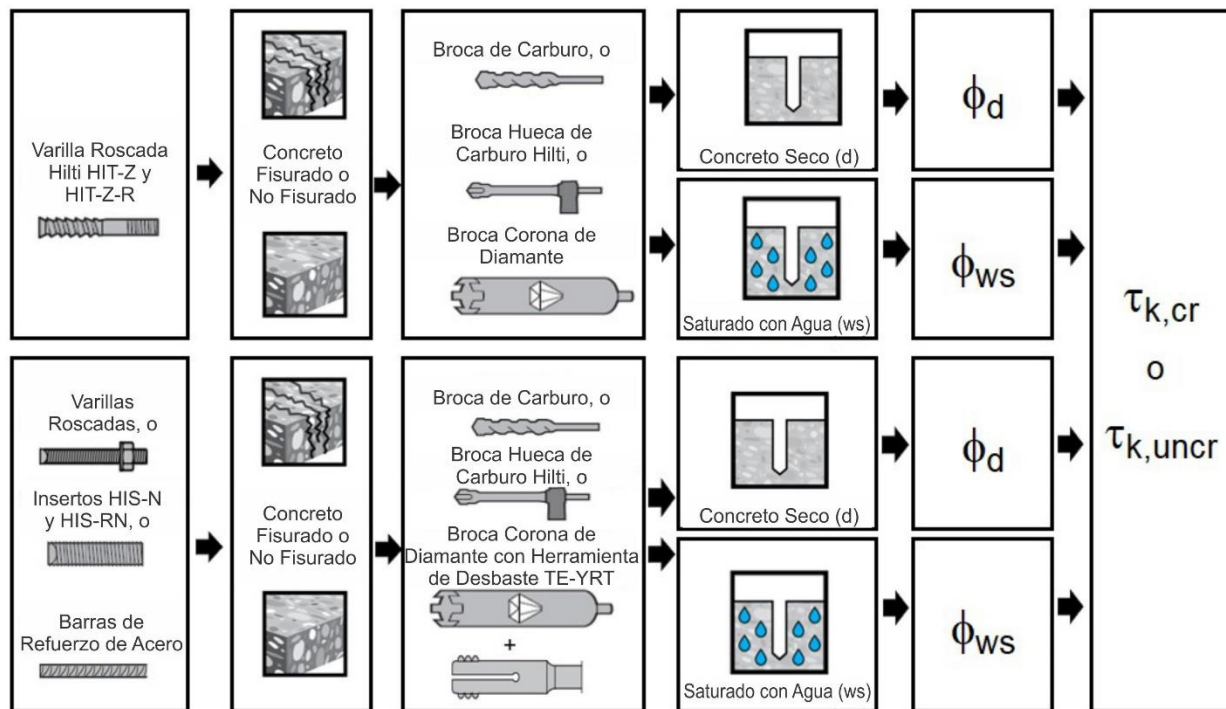 Varilla Roscada
Hilti HIT-Z y
HIT-Z-R
Concreto
Fisurado o
No Fisurado
Broca de Carburo, o
Broca Hueca de
Carburo Hilti, o
Broca Corona de
Diamante
Concreto Seco (d)
Saturado con Agua (ws)
ϕd
ϕws
Varillas
Roscadas, o
Insertos HIS-N
y HIS-RN, o
Barras de
Refuerzo de Acero
Concreto
Fisurado o
No Fisurado
Broca de Carburo, o
Broca Hueca de
Carburo Hilti, o
Broca Corona de
Diamante con Herramienta
de Desbaste TE-YRT
+
Concreto Seco (d)
Saturado con Agua (ws)
ϕd
ϕws
τk,cr
o
τk,uncr